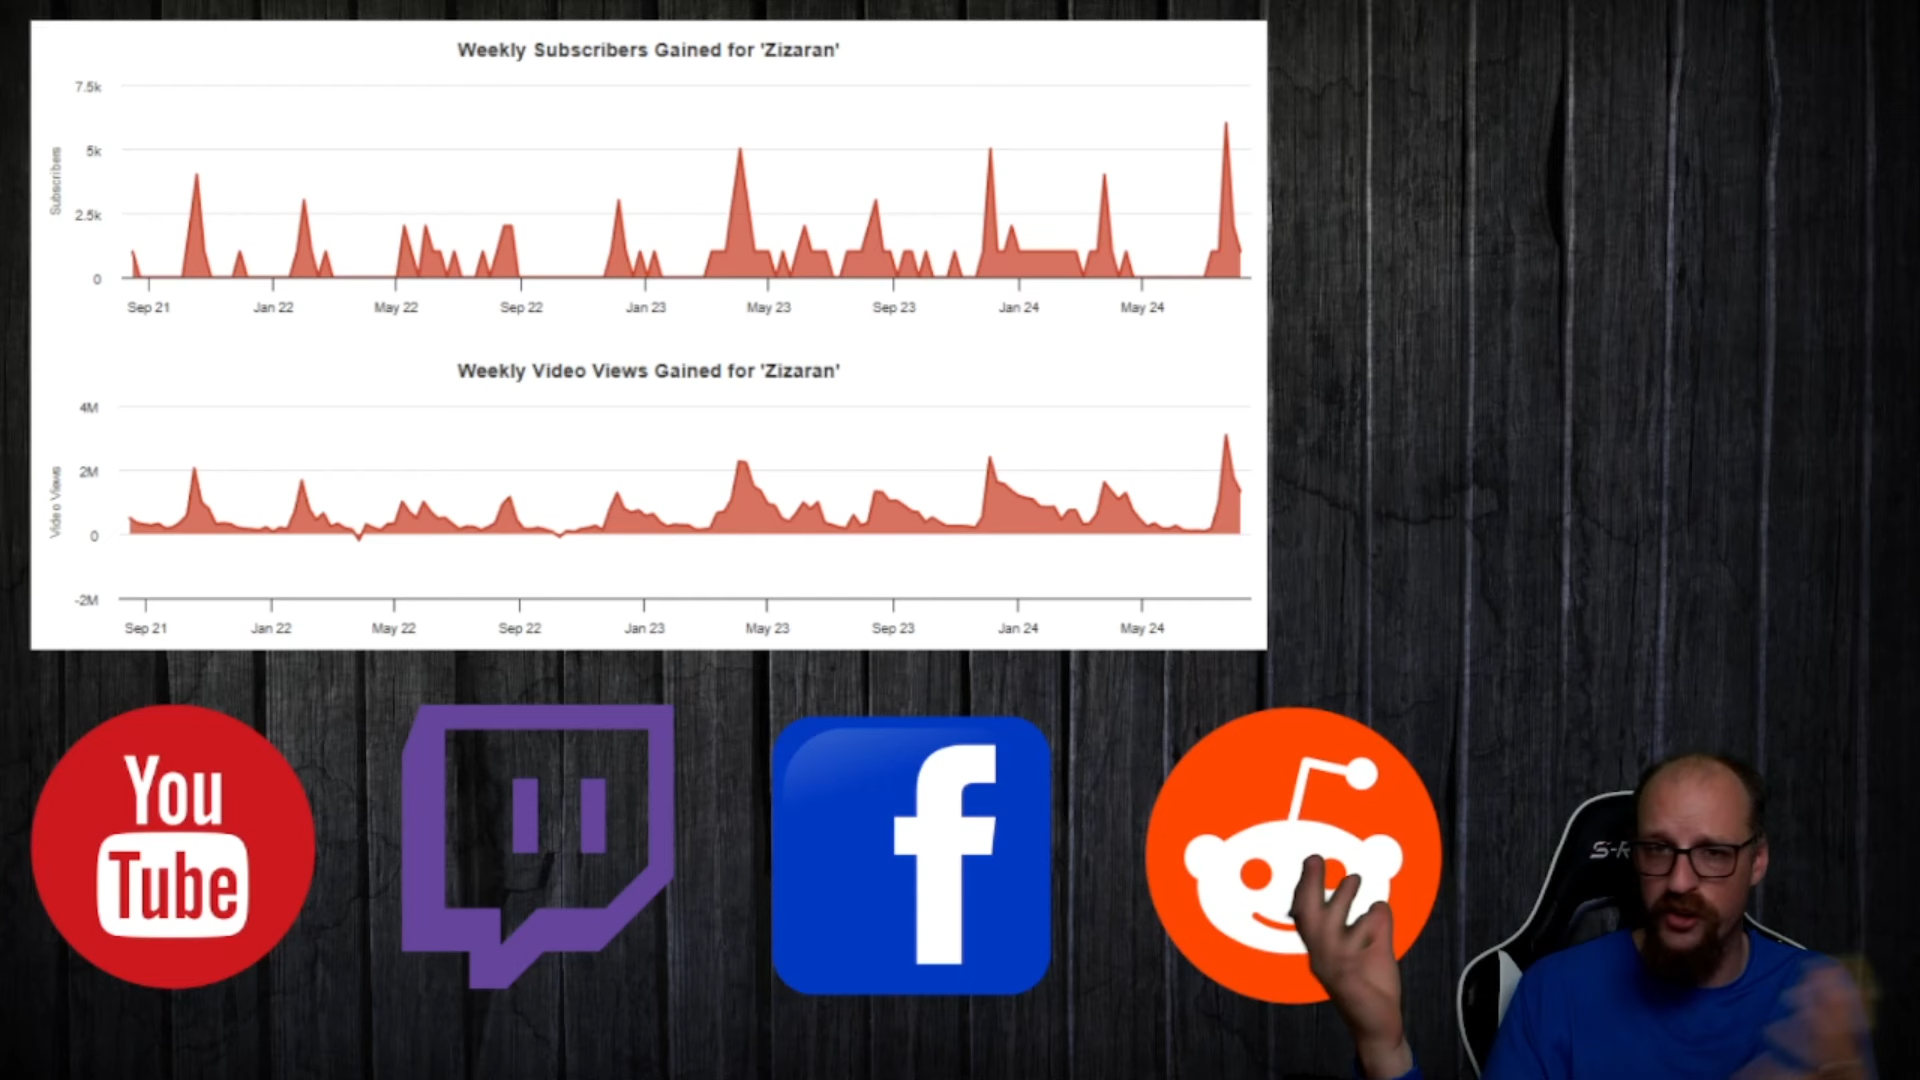 Weekly Subscribers Gained for 'Zizaran'
7.5k
5k
2.5k
0
Subscribers
Sep 21 Jan 22 May 22 Sep 22 Jan 23 May 23 Sep 23 Jan 24 May 24
Weekly Video Views Gained for 'Zizaran'
4M
2M
0
-2M
Video Views
Sep 21 Jan 22 May 22 Sep 22 Jan 23 May 23 Sep 23 Jan 24 May 24
You
Tube
f
S-R